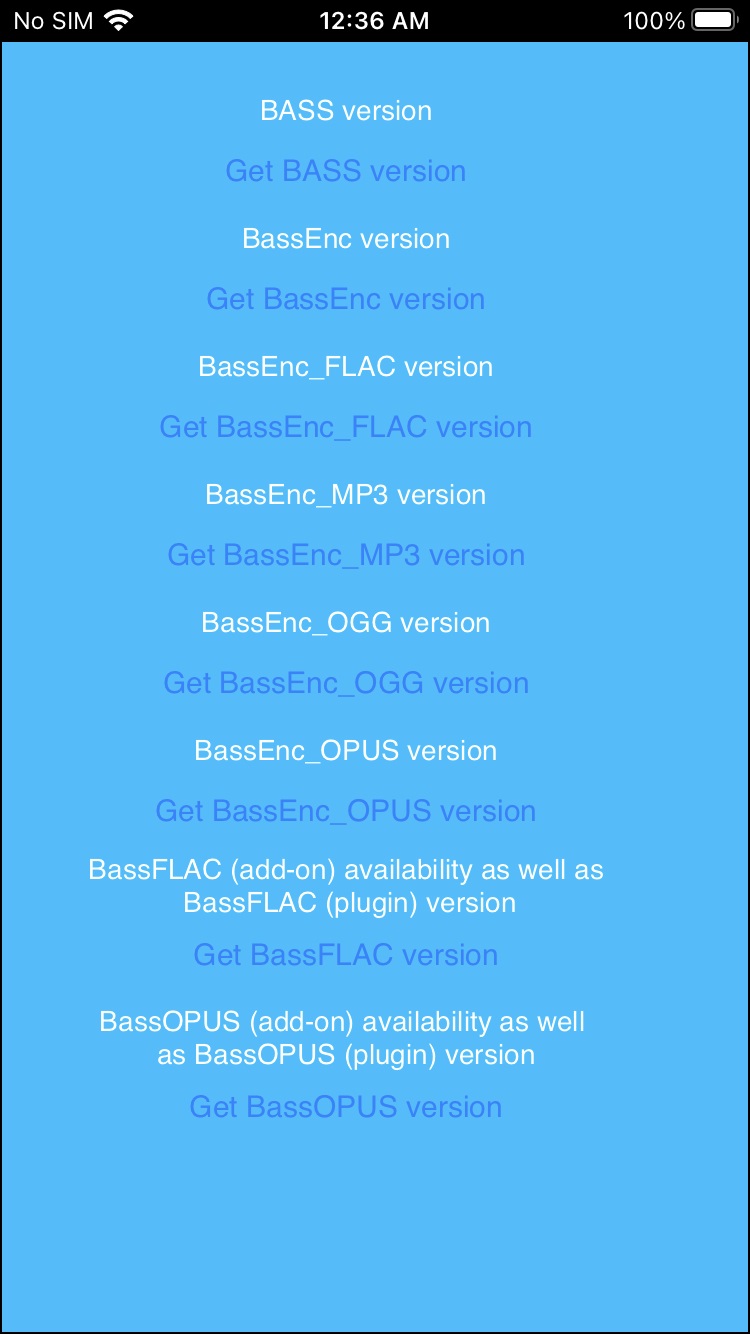 No SIM 12:36 AM 100%
BASS version
Get BASS version
BassEnc version
Get BassEnc version
BassEnc_FLAC version
Get BassEnc_FLAC version
BassEnc_MP3 version
Get BassEnc_MP3 version
BassEnc_OGG version
Get BassEnc_OGG version
BassEnc_OPUS version
Get BassEnc_OPUS version
BassFLAC (add-on) availability as well as
BassFLAC (plugin) version
Get BassFLAC version
BassOPUS (add-on) availability as well
as BassOPUS (plugin) version
Get BassOPUS version